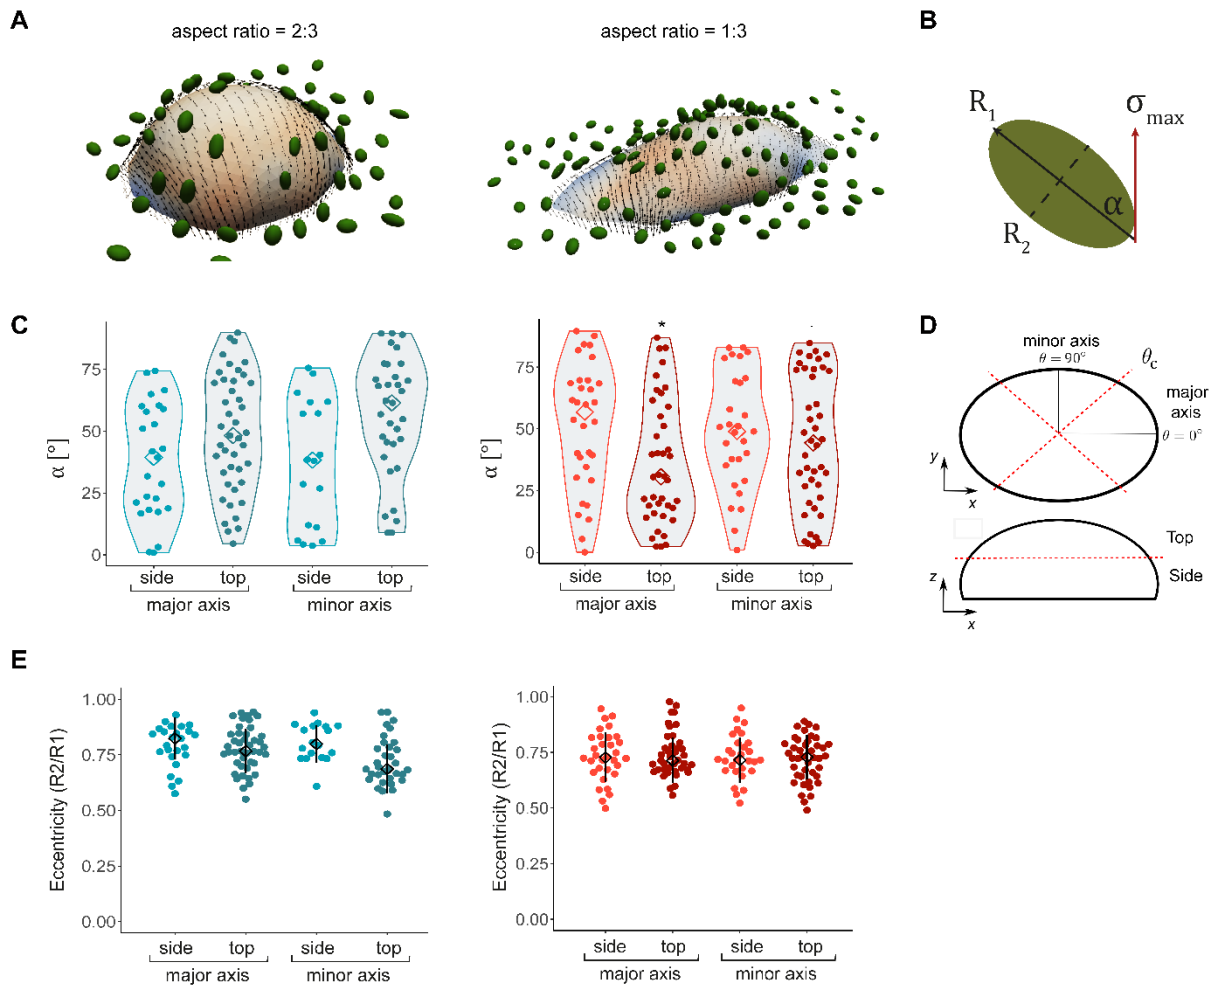 A
aspect ratio = 2:3
aspect ratio = 1:3
B
R1
σmax
α
R2
C
α [°]
75
50
25
0
side
top
side
top
major axis
minor axis
α [°]
75
50
25
0
*
.
side
top
side
top
major axis
minor axis
D
minor axis
θ = 90°
θc
major
axis
θ = 0°
y
x
Top
Side
z
x
E
Eccentricity (R2/R1)
1.00
0.75
0.50
0.25
0.00
side
top
side
top
major axis
minor axis
Eccentricity (R2/R1)
1.00
0.75
0.50
0.25
0.00
side
top
side
top
major axis
minor axis